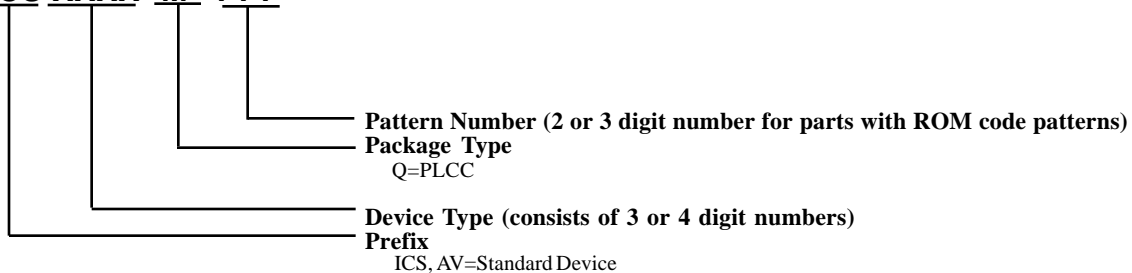 Pattern Number (2 or 3 digit number for parts with ROM code patterns)
Package Type
Q=PLCC
Device Type (consists of 3 or 4 digit numbers)
Prefix
ICS, AV=Standard Device